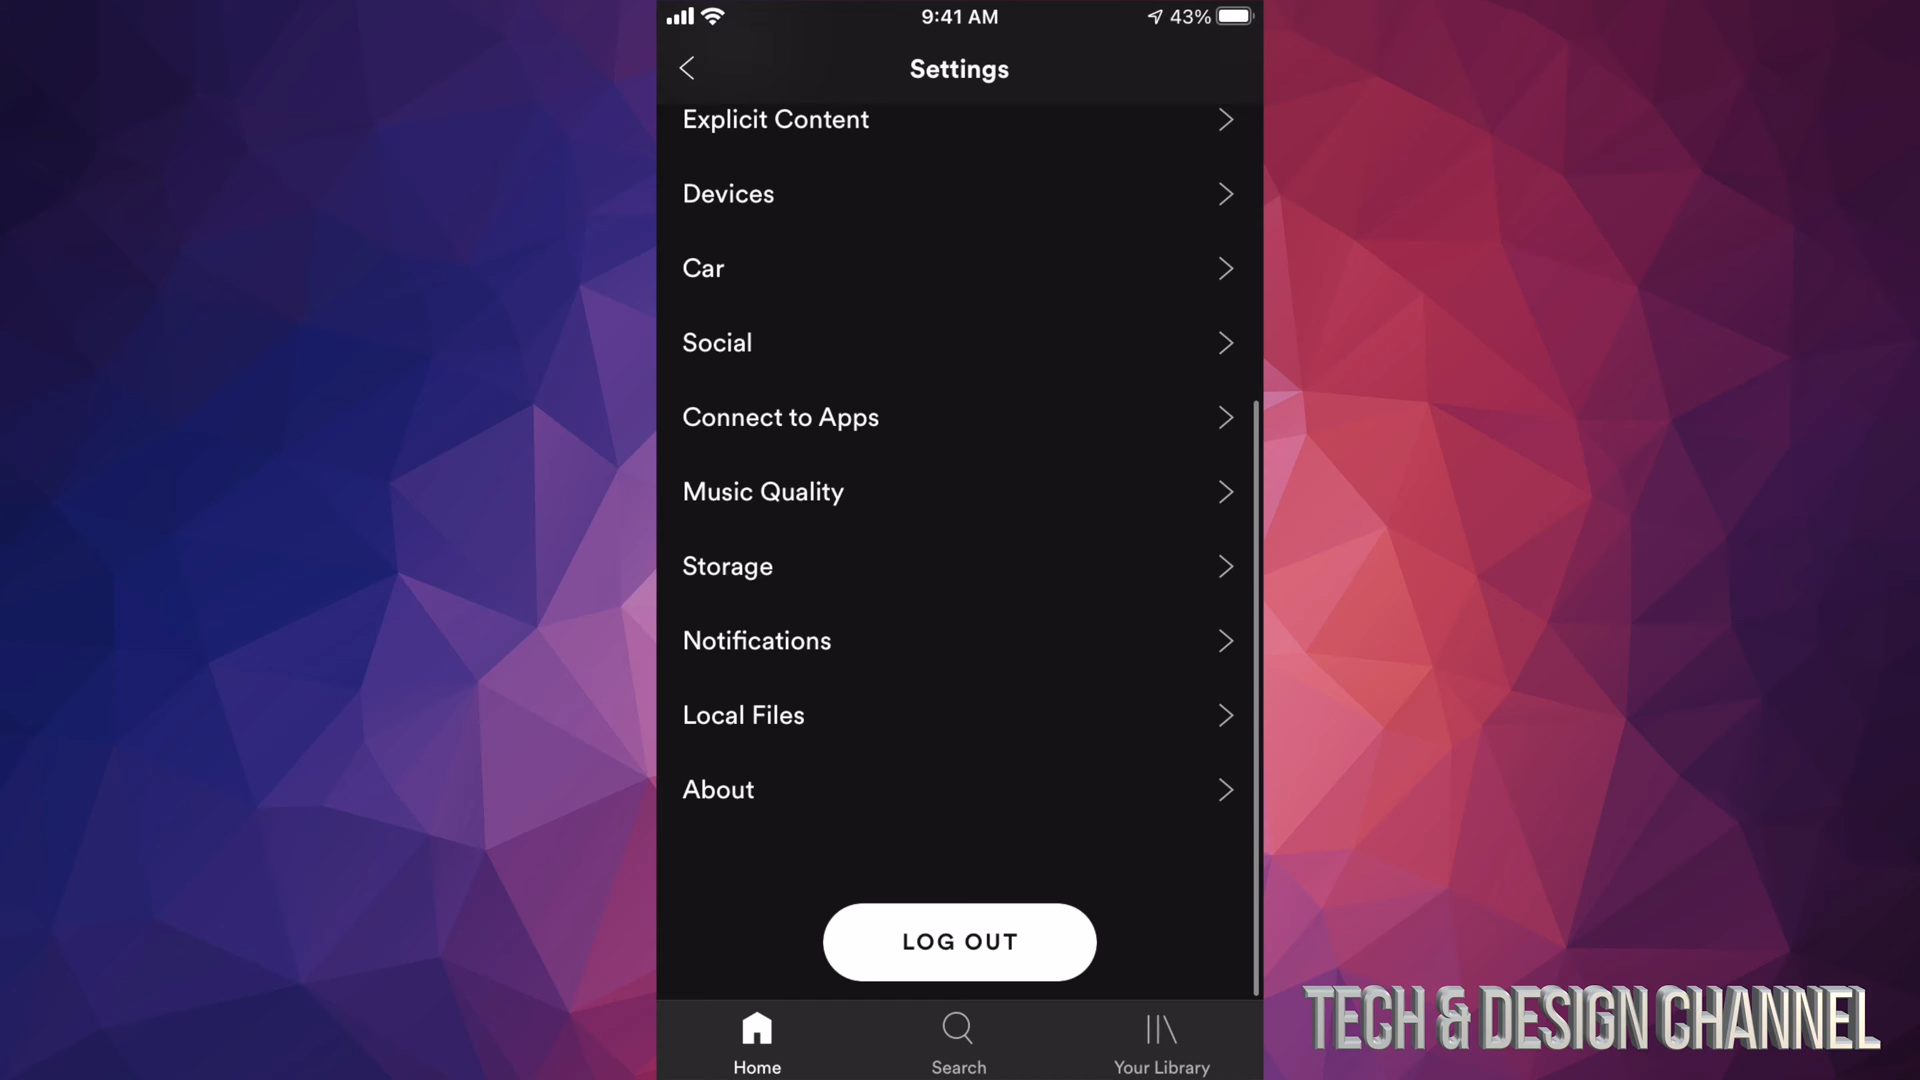 9:41 AM
43%
Settings
Explicit Content
Devices
Car
Social
Connect to Apps
Music Quality
Storage
Notifications
Local Files
About
LOG OUT
Home
Search
Your Library
TECH & DESIGN CHANNEL